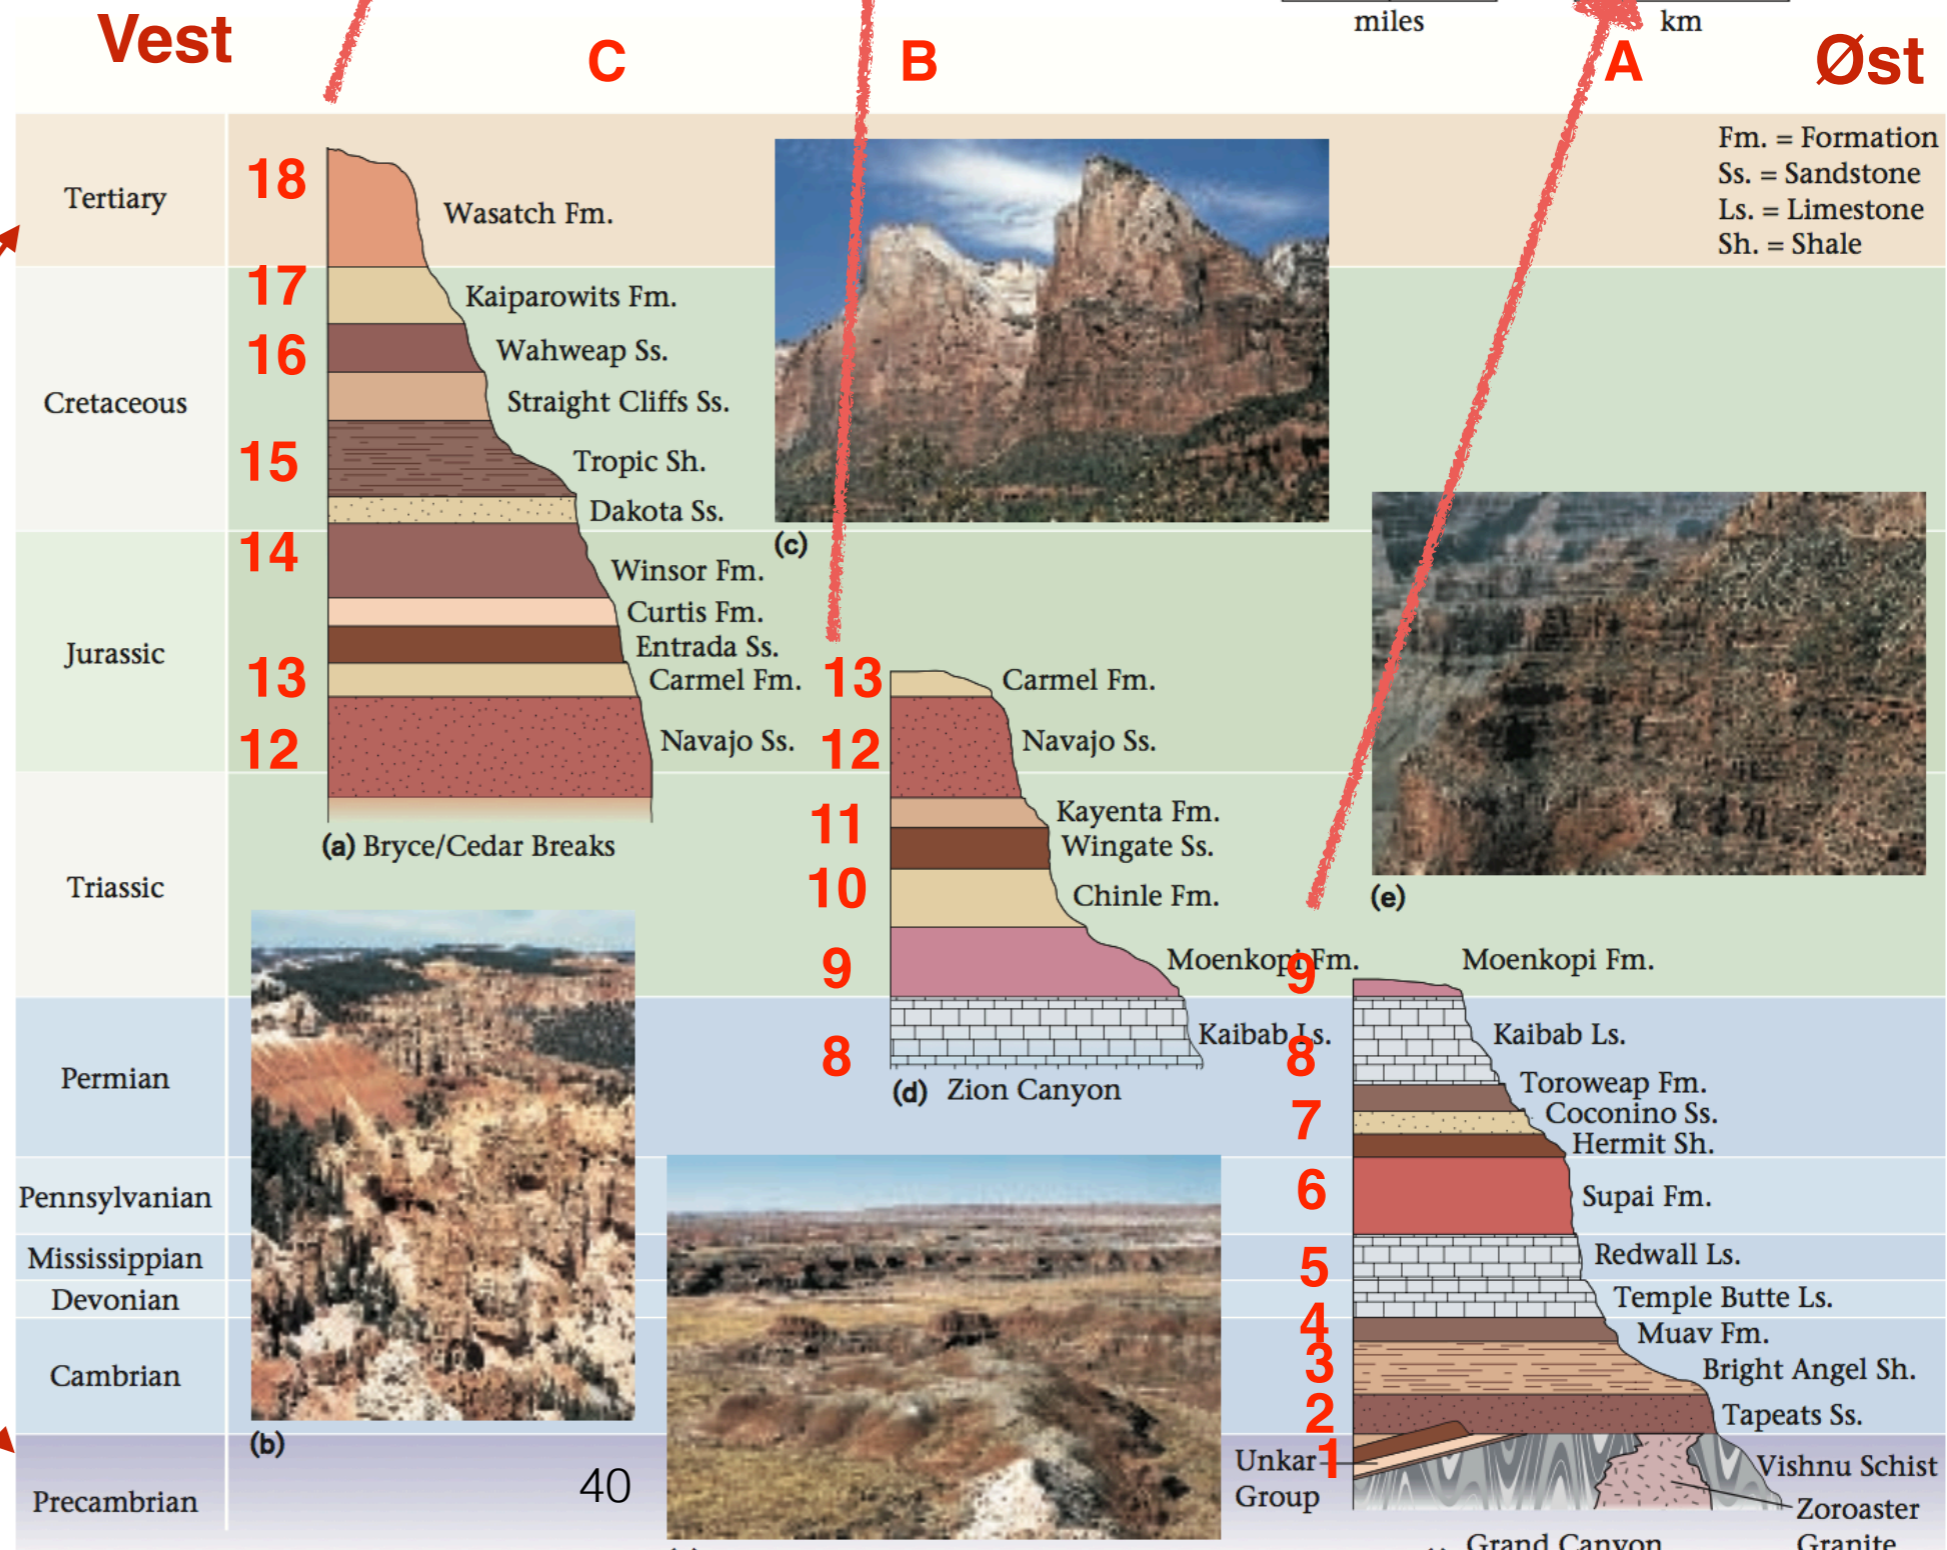 miles
km
Vest
C
B
A
Øst
Fm. = Formation
Ss. = Sandstone
Ls. = Limestone
Sh. = Shale
Tertiary
18
Wasatch Fm.
17
Kaiparowits Fm.
16
Wahweap Ss.
Cretaceous
Straight Cliffs Ss.
15
Tropic Sh.
Dakota Ss.
(c)
14
Winsor Fm.
Curtis Fm.
Jurassic
Entrada Ss.
13
Carmel Fm.
12
Navajo Ss.
(a) Bryce/Cedar Breaks
13
Carmel Fm.
12
Navajo Ss.
11
Kayenta Fm.
Wingate Ss.
Triassic
10
Chinle Fm.
(e)
9
Moenkopi Fm.
8
Kaibab Ls.
(d) Zion Canyon
9
Moenkopi Fm.
8
Kaibab Ls.
Permian
Toroweap Fm.
7
Coconino Ss.
Hermit Sh.
Pennsylvanian
6
Supai Fm.
Mississippian
5
Redwall Ls.
Devonian
Temple Butte Ls.
4
Muav Fm.
Cambrian
3
Bright Angel Sh.
2
Tapeats Ss.
(b)
Precambrian
40
Unkar
Group
1
Vishnu Schist
Zoroaster
Granite
Grand Canyon